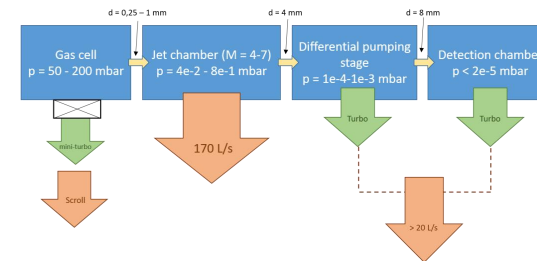 d = 0,25 – 1 mm
d = 4 mm
d = 8 mm
Gas cell
p = 50 - 200 mbar
Jet chamber (M = 4-7)
p = 4e-2 - 8e-1 mbar
Differential pumping
stage
p = 1e-4-1e-3 mbar
Detection chambe
p < 2e-5 mbar
mini-turbo
170 L/s
Turbo
Turbo
Scroll
> 20 L/s